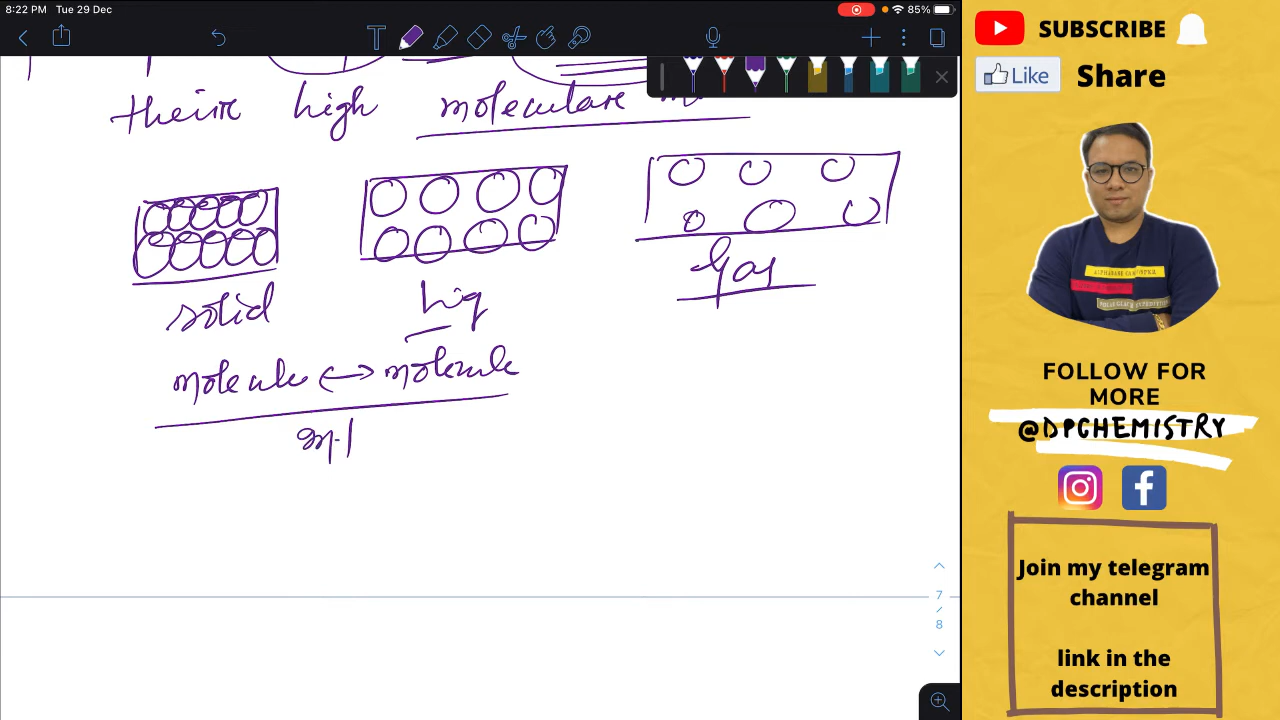 8:22 PM Tue 29 Dec
85%
their high moleculare
solid
liq
Gas
molecule ↔ molecule
7
/
8
SUBSCRIBE
Like Share
FOLLOW FOR
MORE
@DPCHEMISTRY
Join my telegram
channel
link in the
description